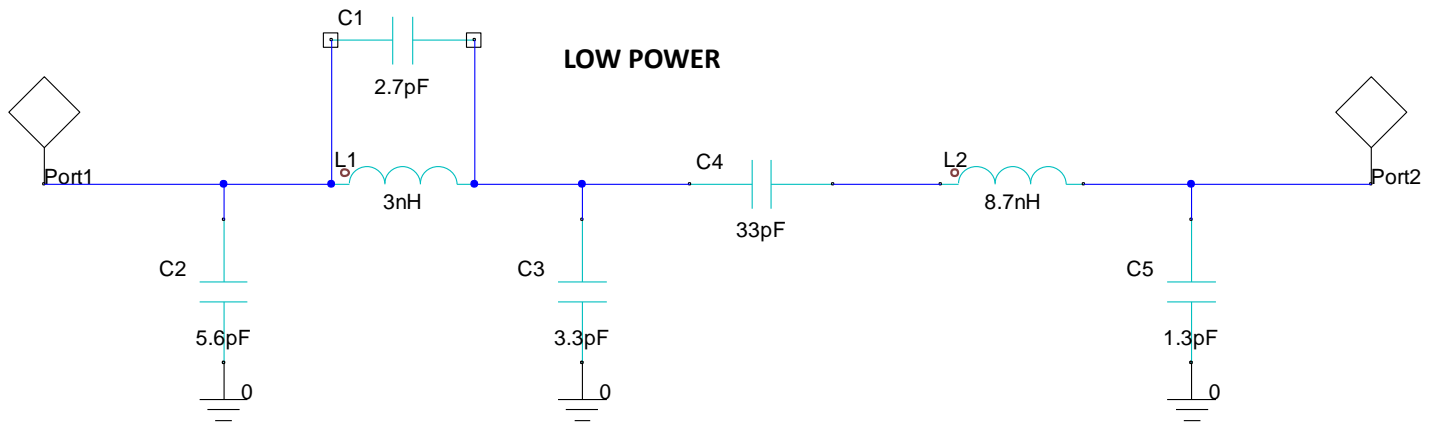 C1
LOW POWER
2.7pF
Port1
L1
C4
L2
Port2
3nH
8.7nH
33pF
C2
C3
C5
5.6pF
3.3pF
1.3pF
0
0
0